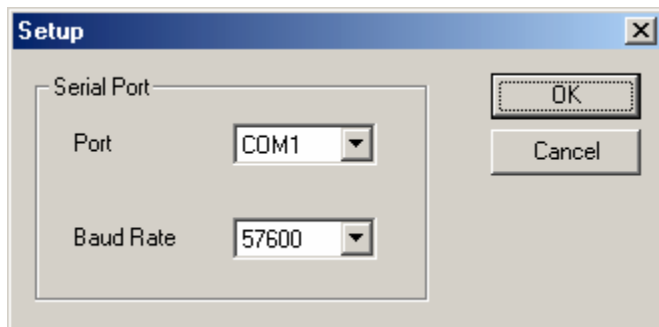 Setup
Serial Port
OK
Port COM1
Cancel
Baud Rate 57600